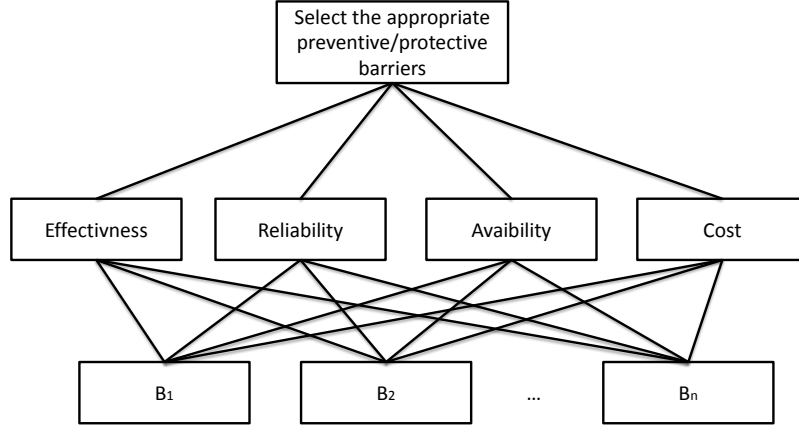 Select the appropriate
preventive/protective
barriers
Effectivness Reliability Avaibility Cost
B₁ B₂ ... Bₙ